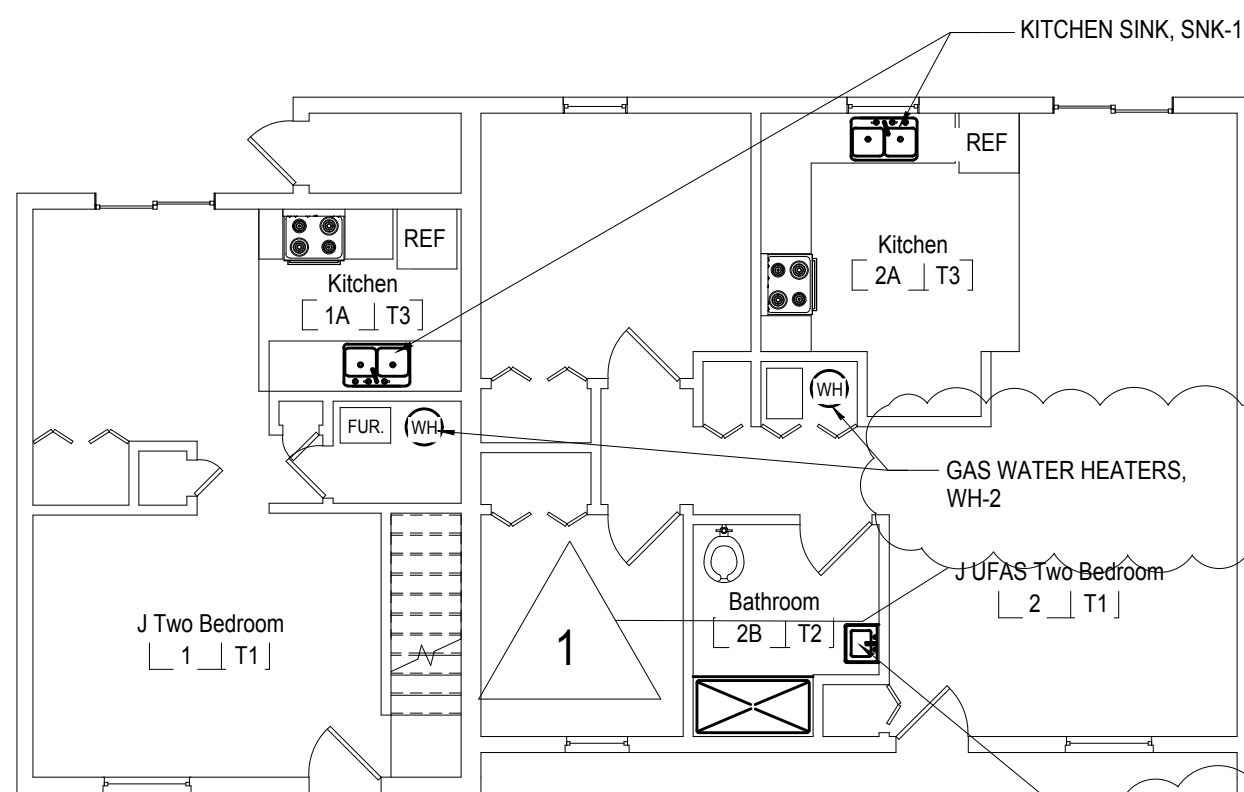 KITCHEN SINK, SNK-1
REF
Kitchen
2A T3
REF
Kitchen
1A T3
WH
FUR.
WH
GAS WATER HEATERS,
WH-2
J UFAS Two Bedroom
2 T1
Bathroom
2B T2
J Two Bedroom
1 T1
1